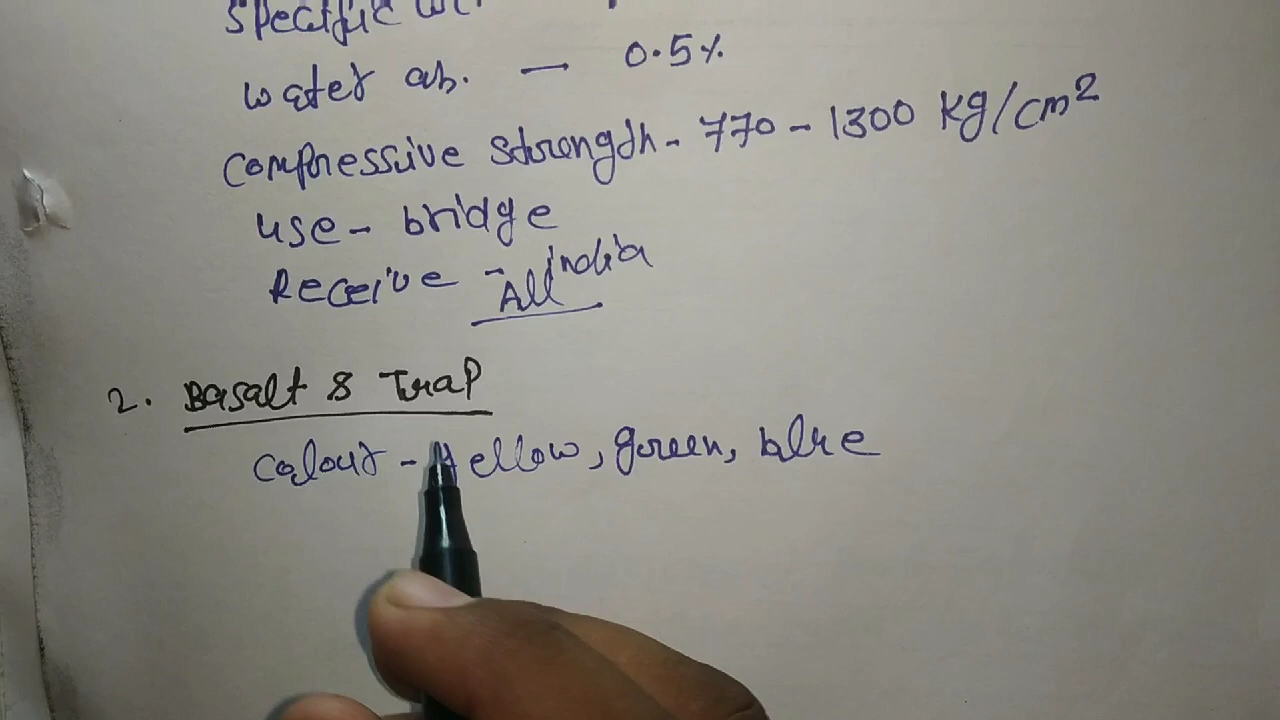 Specific
water ab. — 0.5%
Compressive strength - 770 - 1300 kg/cm²
use - bridge
Receive - All india
2. Basalt & Trap
Colour - Yellow, green, blue